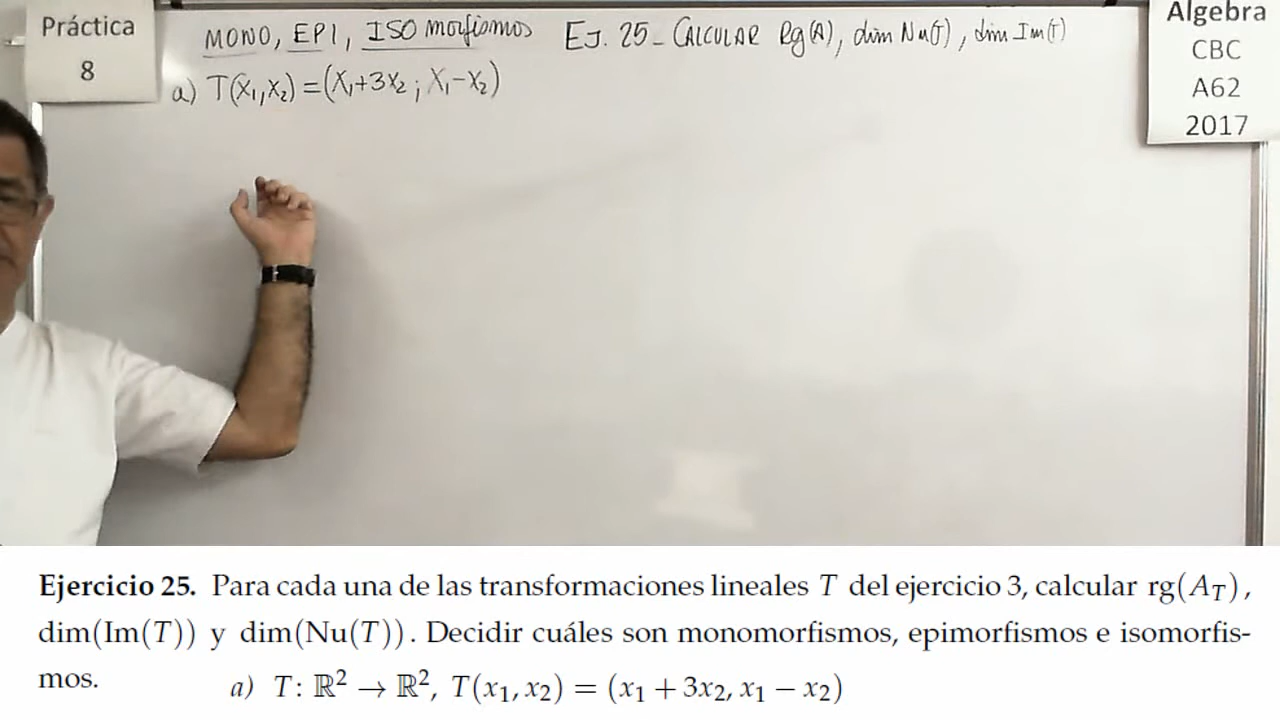 Práctica
8
MONO, EPI, ISO morfismos EJ. 25 - CALCULAR Rg(A), dim Nu(T), dim Im(T)
a) T(x₁,x₂) = (x₁+3x₂ ; x₁-x₂)
Algebra
CBC
A62
2017
Ejercicio 25. Para cada una de las transformaciones lineales T del ejercicio 3, calcular rg(A_T),
dim(Im(T)) y dim(Nu(T)). Decidir cuáles son monomorfismos, epimorfismos e isomorfis-
mos. a) T: ℝ² → ℝ², T(x₁, x₂) = (x₁ + 3x₂, x₁ − x₂)